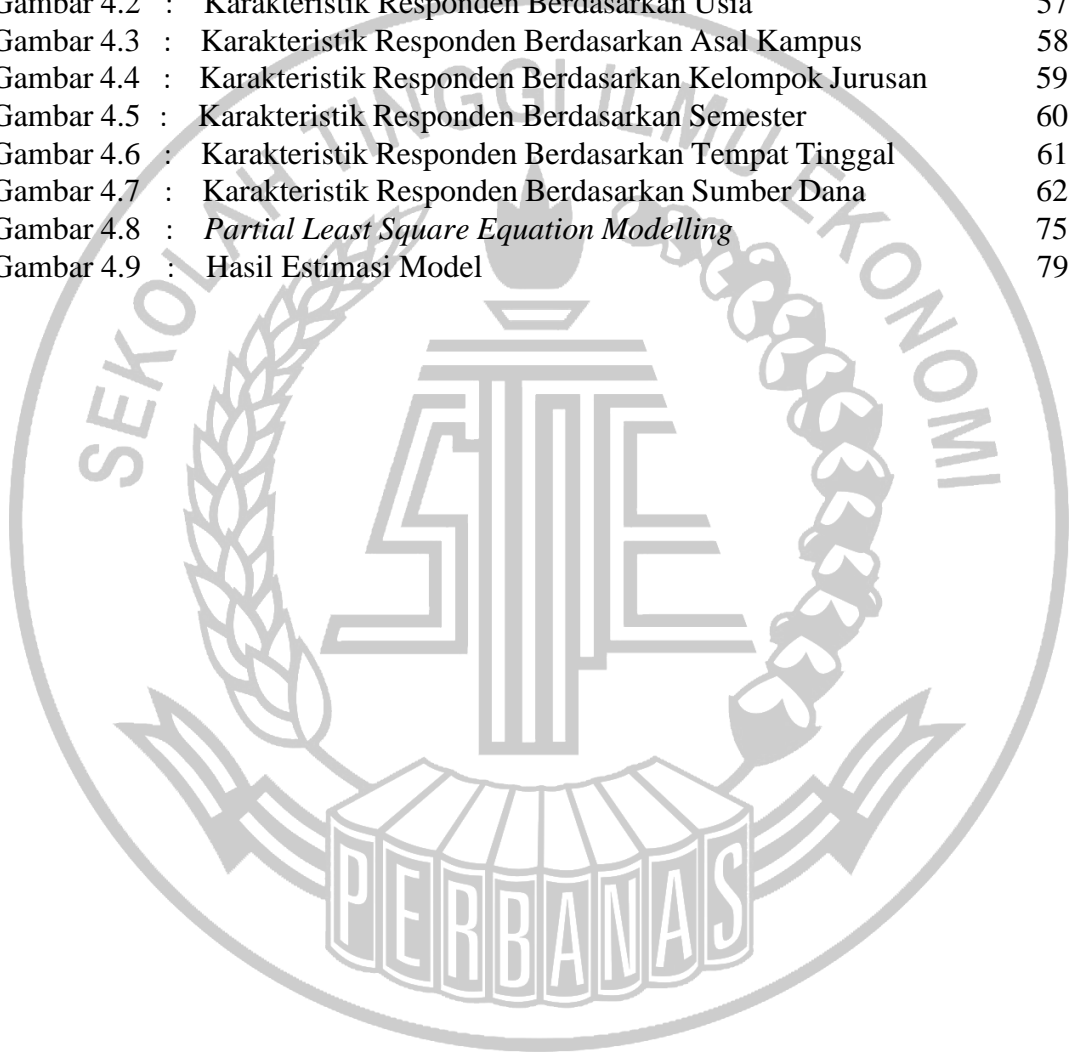 Gambar 4.2 : Karakteristik Responden Berdasarkan Usia 57
Gambar 4.3 : Karakteristik Responden Berdasarkan Asal Kampus 58
Gambar 4.4 : Karakteristik Responden Berdasarkan Kelompok Jurusan 59
Gambar 4.5 : Karakteristik Responden Berdasarkan Semester 60
Gambar 4.6 : Karakteristik Responden Berdasarkan Tempat Tinggal 61
Gambar 4.7 : Karakteristik Responden Berdasarkan Sumber Dana 62
Gambar 4.8 : Partial Least Square Equation Modelling 75
Gambar 4.9 : Hasil Estimasi Model 79
SEKOLAH TINGGI ILMU EKONOMI
STIE
PERBANAS